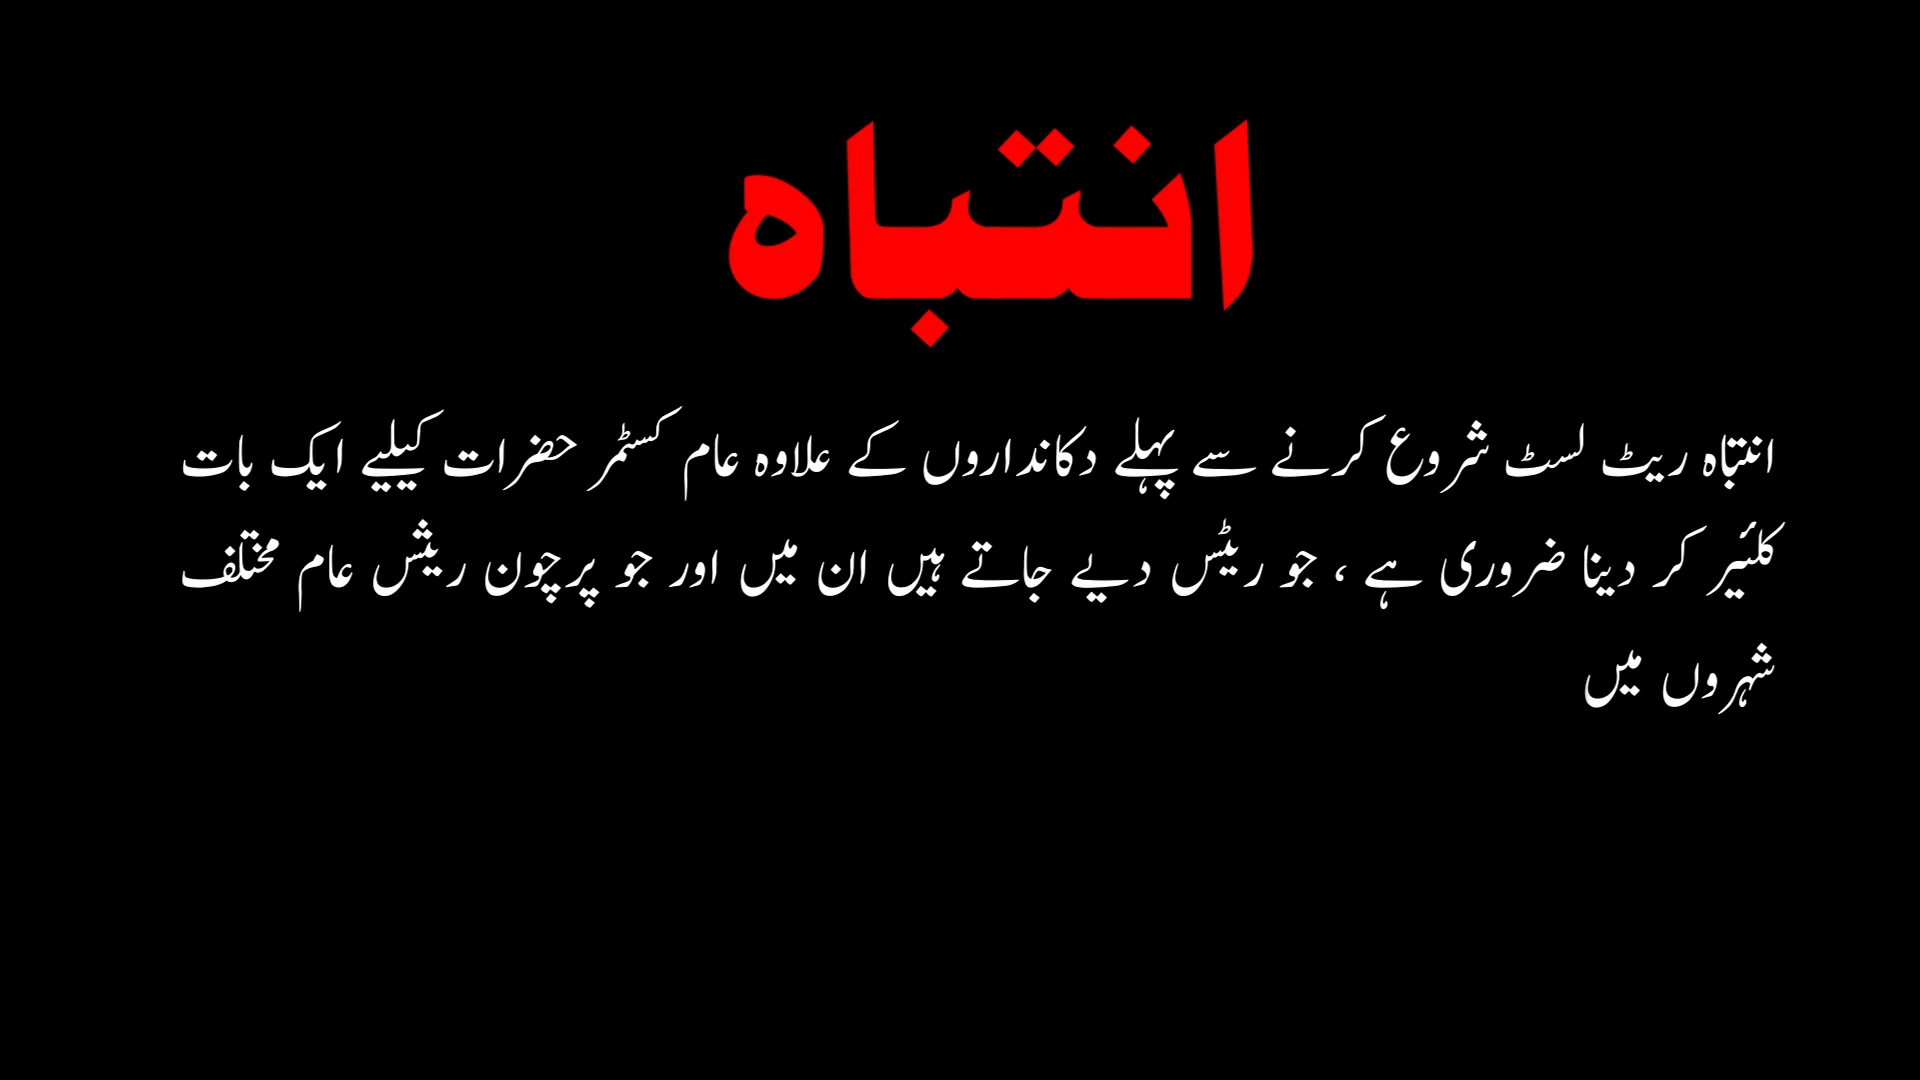 انتباہ
انتباہ ریٹ لسٹ شروع کرنے سے پہلے دکانداروں کے علاوہ عام کسٹمر حضرات کیلیے ایک بات
کلئیر کر دینا ضروری ہے ، جو ریٹس دیے جاتے ہیں ان میں اور جو پرچون ریٹس عام مختلف
شہروں میں